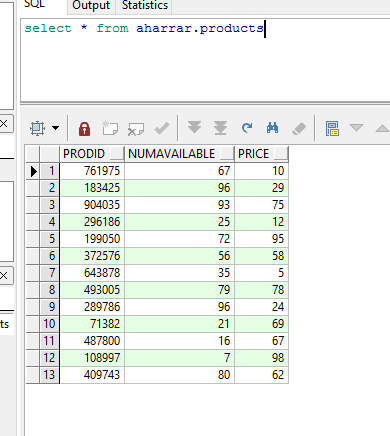 SQL Output Statistics
select * from aharrar.products
PRODID NUMAVAILABLE PRICE
1 761975 67 10
2 183425 96 29
3 904035 93 75
4 296186 25 12
5 199050 72 95
6 372576 56 58
7 643878 35 5
8 493005 79 78
9 289786 96 24
10 71382 21 69
11 487800 16 67
12 108997 7 98
13 409743 80 62
ts